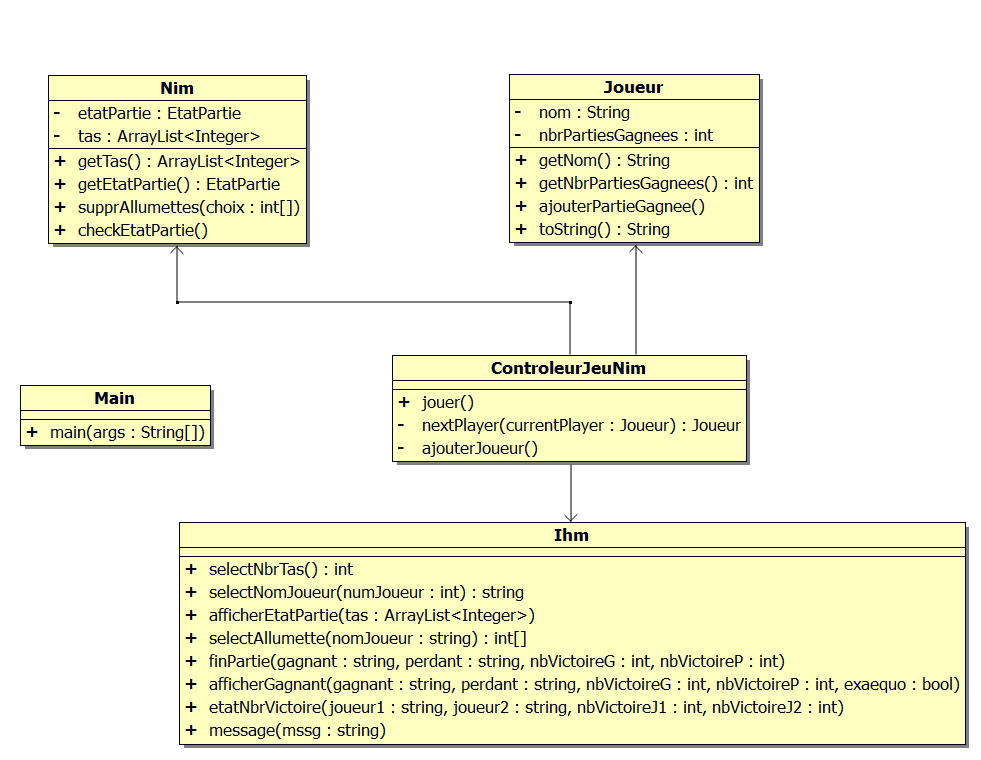 Nim
- etatPartie : EtatPartie
- tas : ArrayList<Integer>
+ getTas() : ArrayList<Integer>
+ getEtatPartie() : EtatPartie
+ supprAllumettes(choix : int[])
+ checkEtatPartie()
Joueur
- nom : String
- nbrPartiesGagnees : int
+ getNom() : String
+ getNbrPartiesGagnees() : int
+ ajouterPartieGagnee()
+ toString() : String
ControleurJeuNim
+ jouer()
- nextPlayer(currentPlayer : Joueur) : Joueur
- ajouterJoueur()
Main
+ main(args : String[])
Ihm
+ selectNbrTas() : int
+ selectNomJoueur(numJoueur : int) : string
+ afficherEtatPartie(tas : ArrayList<Integer>)
+ selectAllumette(nomJoueur : string) : int[]
+ finPartie(gagnant : string, perdant : string, nbVictoireG : int, nbVictoireP : int)
+ afficherGagnant(gagnant : string, perdant : string, nbVictoireG : int, nbVictoireP : int, exaequo : bool)
+ etatNbrVictoire(joueur1 : string, joueur2 : string, nbVictoireJ1 : int, nbVictoireJ2 : int)
+ message(mssg : string)